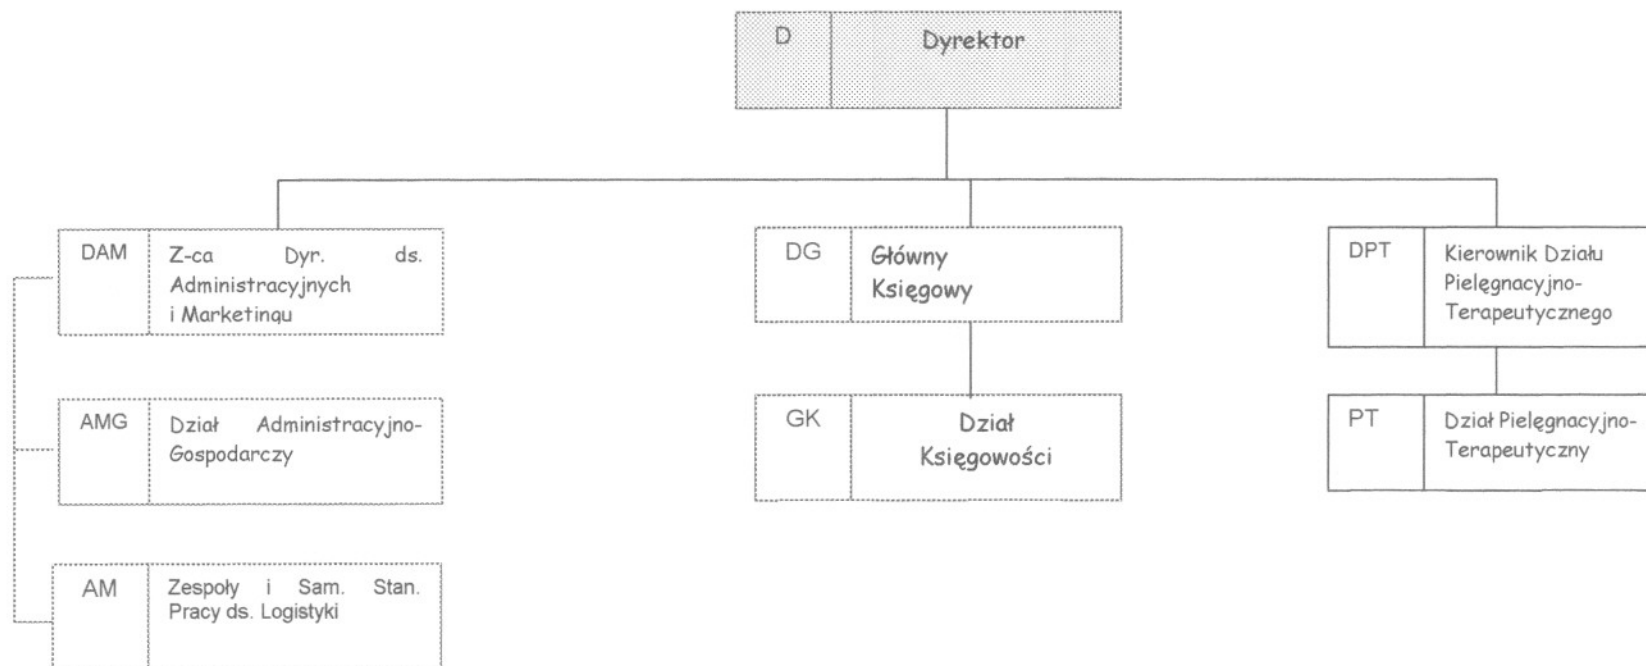 D Dyrektor
DAM Z-ca Dyr. ds.
Administracyjnych
i Marketingu
DG Główny
Księgowy
DPT Kierownik Działu
Pielęgnacyjno-
Terapeutycznego
AMG Dział Administracyjno-
Gospodarczy
GK Dział
Księgowości
PT Dział Pielęgnacyjno-
Terapeutyczny
AM Zespoły i Sam. Stan.
Pracy ds. Logistyki